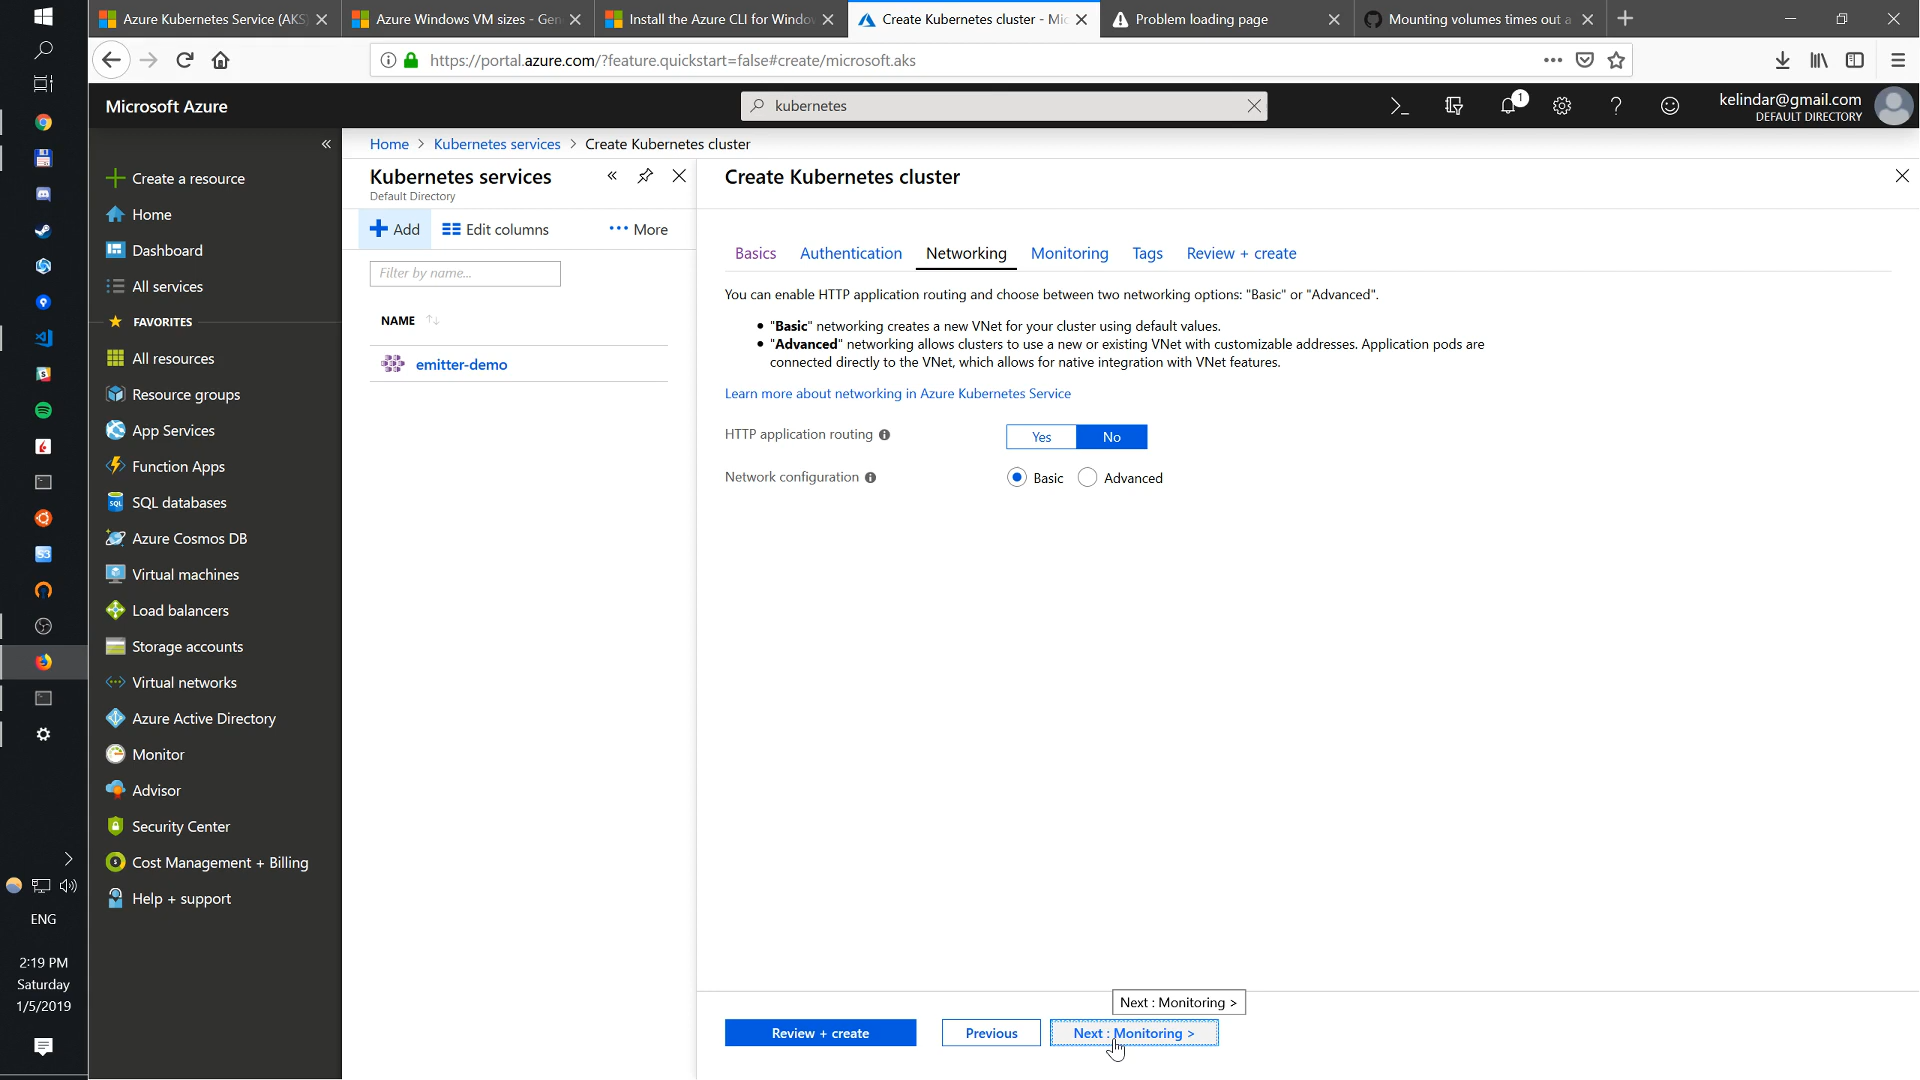 Azure Kubernetes Service (AKS)
Azure Windows VM sizes - Gen
Install the Azure CLI for Windo
Create Kubernetes cluster - Mic
Problem loading page
Mounting volumes times out a
https://portal.azure.com/?feature.quickstart=false#create/microsoft.aks
Microsoft Azure
kubernetes
1
kelindar@gmail.com
DEFAULT DIRECTORY
Create a resource
Home
Dashboard
All services
FAVORITES
All resources
Resource groups
App Services
Function Apps
SQL databases
Azure Cosmos DB
Virtual machines
Load balancers
Storage accounts
Virtual networks
Azure Active Directory
Monitor
Advisor
Security Center
Cost Management + Billing
Help + support
ENG
2:19 PM
Saturday
1/5/2019
Home > Kubernetes services > Create Kubernetes cluster
Kubernetes services
Default Directory
Add
Edit columns
More
Filter by name...
NAME
emitter-demo
Create Kubernetes cluster
Basics
Authentication
Networking
Monitoring
Tags
Review + create
You can enable HTTP application routing and choose between two networking options: "Basic" or "Advanced".
• "Basic" networking creates a new VNet for your cluster using default values.
• "Advanced" networking allows clusters to use a new or existing VNet with customizable addresses. Application pods are
connected directly to the VNet, which allows for native integration with VNet features.
Learn more about networking in Azure Kubernetes Service
HTTP application routing
Yes
No
Network configuration
Basic
Advanced
Next : Monitoring >
Review + create
Previous
Next : Monitoring >